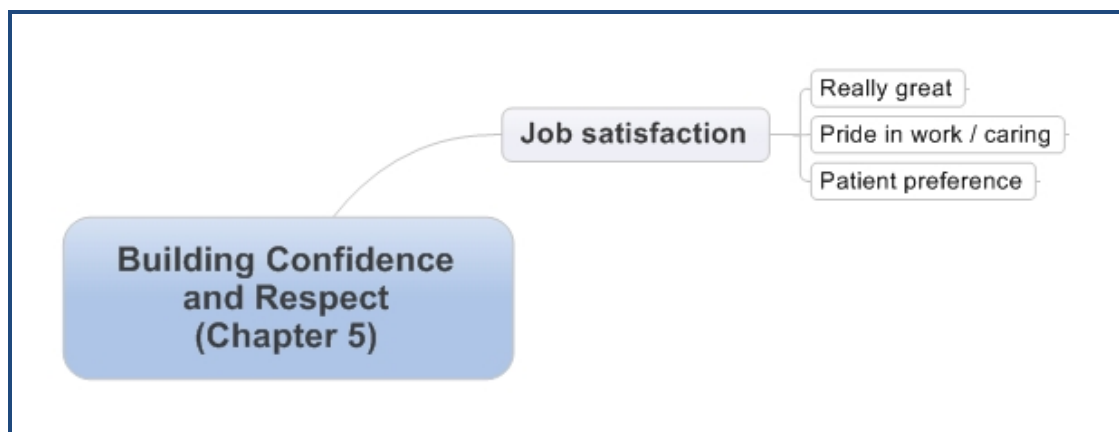 Really great
Job satisfaction
Pride in work / caring
Patient preference
Building Confidence
and Respect
(Chapter 5)